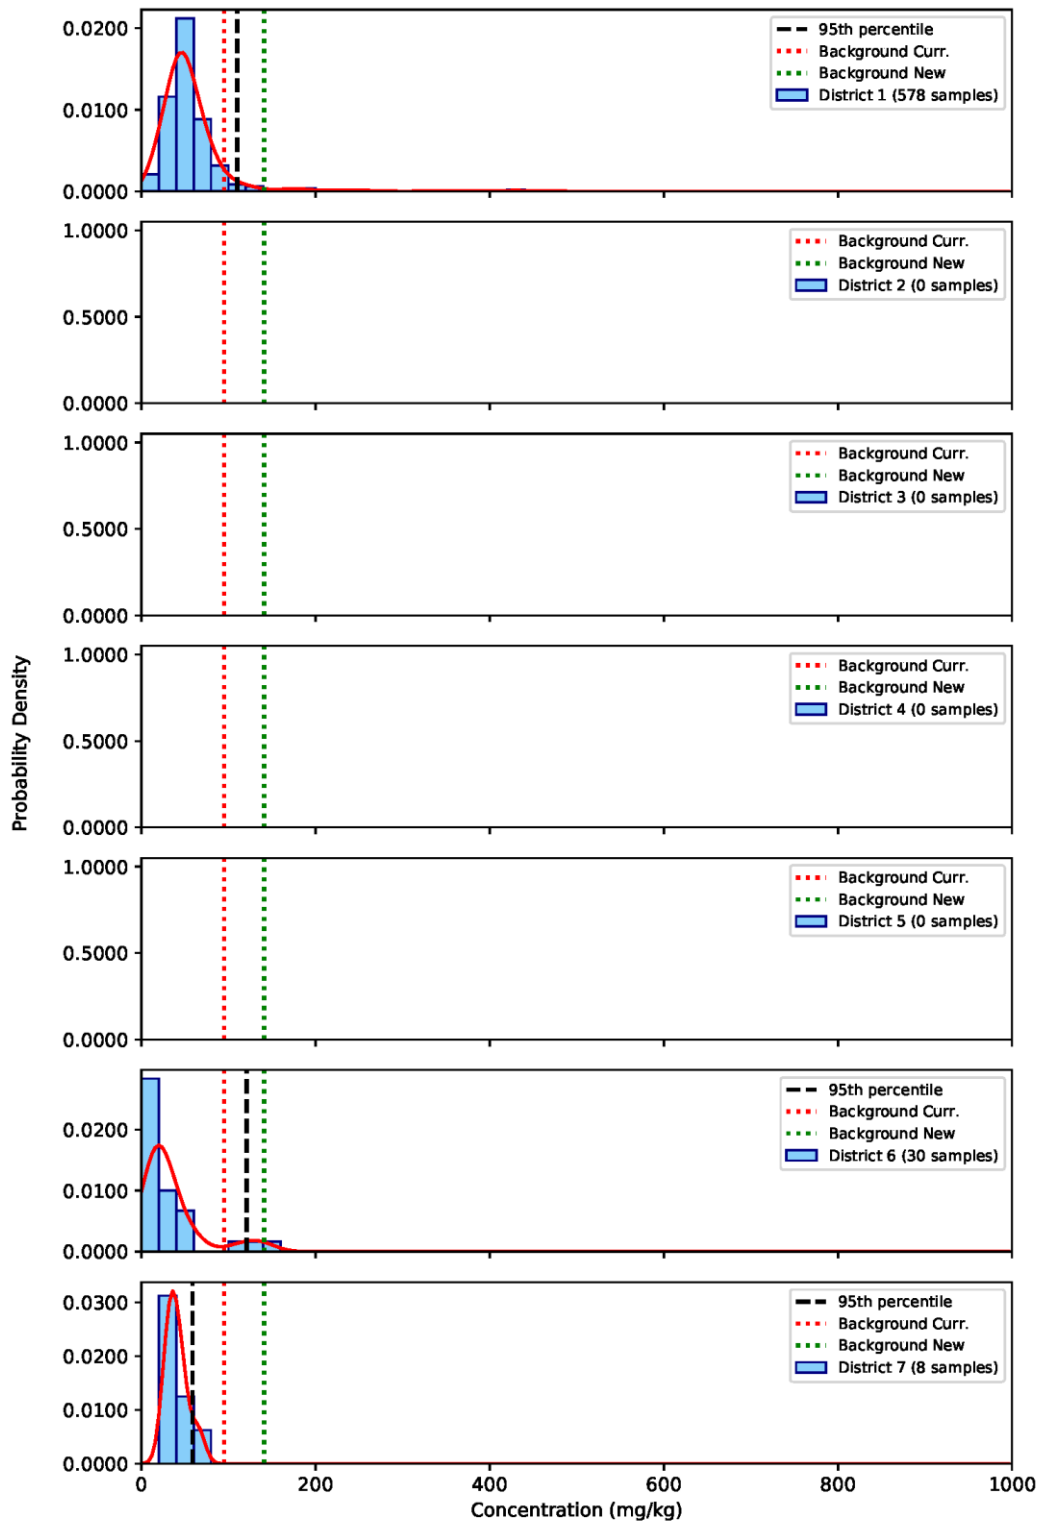 0.0200
0.0100
0.0000
95th percentile
Background Curr.
Background New
District 1 (578 samples)
1.0000
0.5000
0.0000
Background Curr.
Background New
District 2 (0 samples)
1.0000
0.5000
0.0000
Background Curr.
Background New
District 3 (0 samples)
Probability Density
1.0000
0.5000
0.0000
Background Curr.
Background New
District 4 (0 samples)
1.0000
0.5000
0.0000
Background Curr.
Background New
District 5 (0 samples)
0.0200
0.0100
0.0000
95th percentile
Background Curr.
Background New
District 6 (30 samples)
0.0300
0.0200
0.0100
0.0000
95th percentile
Background Curr.
Background New
District 7 (8 samples)
0 200 400 600 800 1000
Concentration (mg/kg)